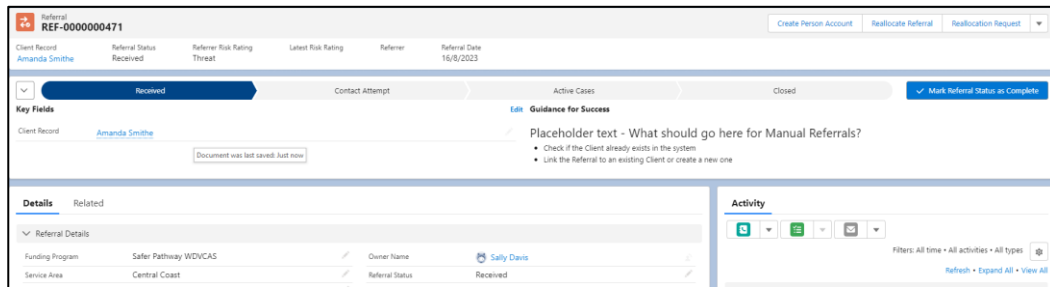 Referral
REF-0000000471
Create Person Account Reallocate Referral Reallocation Request
Client Record Referral Status Referrer Risk Rating Latest Risk Rating Referrer Referral Date
Amanda Smithe Received Threat 16/8/2023
Received Contact Attempt Active Cases Closed Mark Referral Status as Complete
Key Fields Edit Guidance for Success
Client Record Amanda Smithe
Placeholder text - What should go here for Manual Referrals?
Check if the Client already exists in the system
Document was last saved: Just now
Link the Referral to an existing Client or create a new one
Details Related
Activity
Referral Details
Filters: All time • All activities • All types
Funding Program Safer Pathway WDVCAS Owner Name Sally Davis
Refresh • Expand All • View All
Service Area Central Coast Referral Status Received